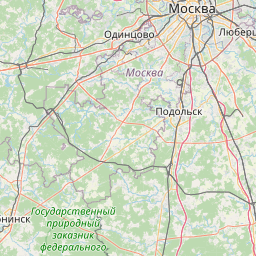 Москва
Одинцово
Люберц
Москва
Подольск
нинск
Государственный
природный
заказник
федерального